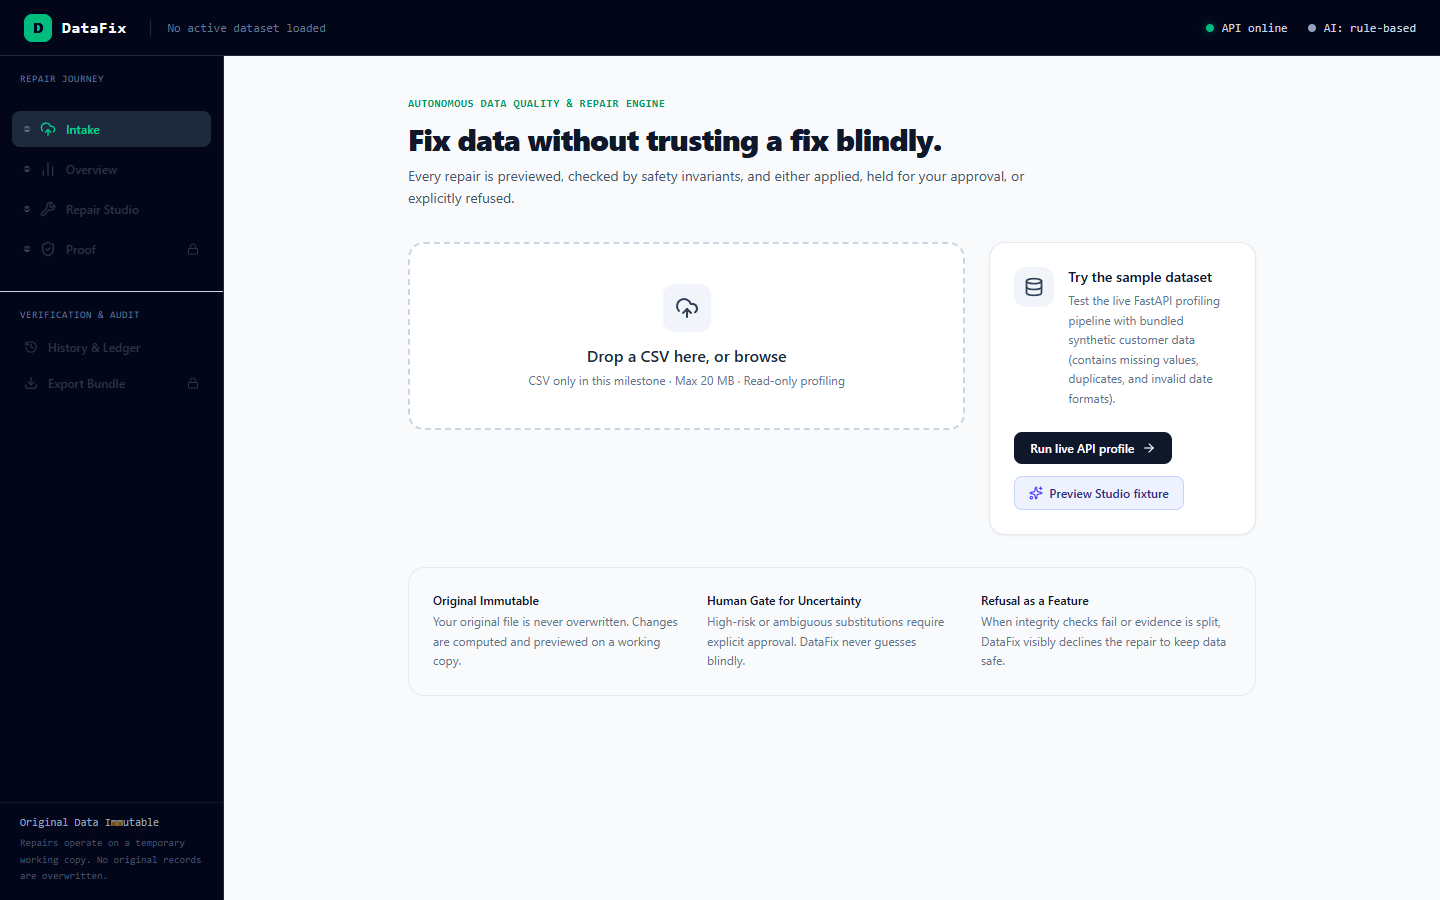 D DataFix
No active dataset loaded
API online
AI: rule-based
REPAIR JOURNEY
Intake
Overview
Repair Studio
Proof
VERIFICATION & AUDIT
History & Ledger
Export Bundle
Original Data Immutable
Repairs operate on a temporary
working copy. No original records
are overwritten.
AUTONOMOUS DATA QUALITY & REPAIR ENGINE
Fix data without trusting a fix blindly.
Every repair is previewed, checked by safety invariants, and either applied, held for your approval, or
explicitly refused.
Drop a CSV here, or browse
CSV only in this milestone · Max 20 MB · Read-only profiling
Try the sample dataset
Test the live FastAPI profiling
pipeline with bundled
synthetic customer data
(contains missing values,
duplicates, and invalid date
formats).
Run live API profile →
Preview Studio fixture
Original Immutable
Your original file is never overwritten. Changes
are computed and previewed on a working
copy.
Human Gate for Uncertainty
High-risk or ambiguous substitutions require
explicit approval. DataFix never guesses
blindly.
Refusal as a Feature
When integrity checks fail or evidence is split,
DataFix visibly declines the repair to keep data
safe.